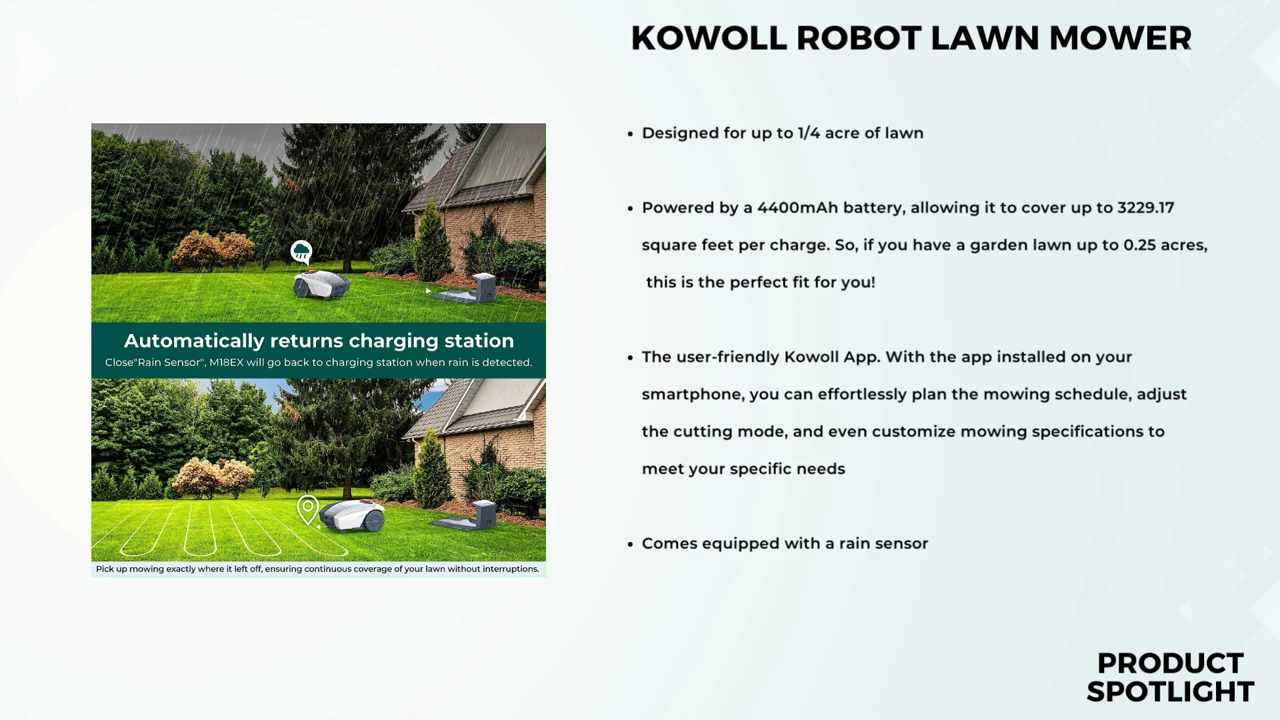 KOWOLL ROBOT LAWN MOWER
• Designed for up to 1/4 acre of lawn
• Powered by a 4400mAh battery, allowing it to cover up to 3229.17
square feet per charge. So, if you have a garden lawn up to 0.25 acres,
this is the perfect fit for you!
• The user-friendly Kowoll App. With the app installed on your
smartphone, you can effortlessly plan the mowing schedule, adjust
the cutting mode, and even customize mowing specifications to
meet your specific needs
• Comes equipped with a rain sensor
Automatically returns charging station
Close"Rain Sensor", M18EX will go back to charging station when rain is detected.
Pick up mowing exactly where it left off, ensuring continuous coverage of your lawn without interruptions.
PRODUCT
SPOTLIGHT